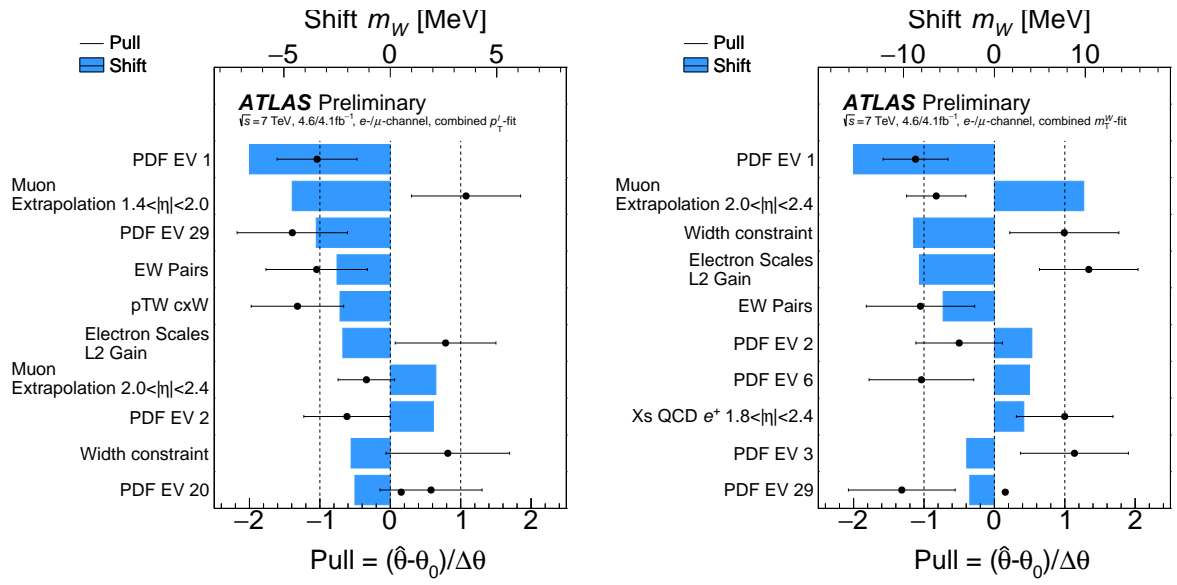 Shift m_W [MeV]
−5 0 5
Pull
Shift
ATLAS Preliminary
√s = 7 TeV, 4.6/4.1fb⁻¹, e-/μ-channel, combined p_T^l-fit
PDF EV 1
Muon
Extrapolation 1.4<|η|<2.0
PDF EV 29
EW Pairs
pTW cxW
Electron Scales
L2 Gain
Muon
Extrapolation 2.0<|η|<2.4
PDF EV 2
Width constraint
PDF EV 20
−2 −1 0 1 2
Pull = (θ̂-θ₀)/Δθ
Shift m_W [MeV]
−10 0 10
Pull
Shift
ATLAS Preliminary
√s = 7 TeV, 4.6/4.1fb⁻¹, e-/μ-channel, combined m_T^W-fit
PDF EV 1
Muon
Extrapolation 2.0<|η|<2.4
Width constraint
Electron Scales
L2 Gain
EW Pairs
PDF EV 2
PDF EV 6
Xs QCD e⁺ 1.8<|η|<2.4
PDF EV 3
PDF EV 29
−2 −1 0 1 2
Pull = (θ̂-θ₀)/Δθ